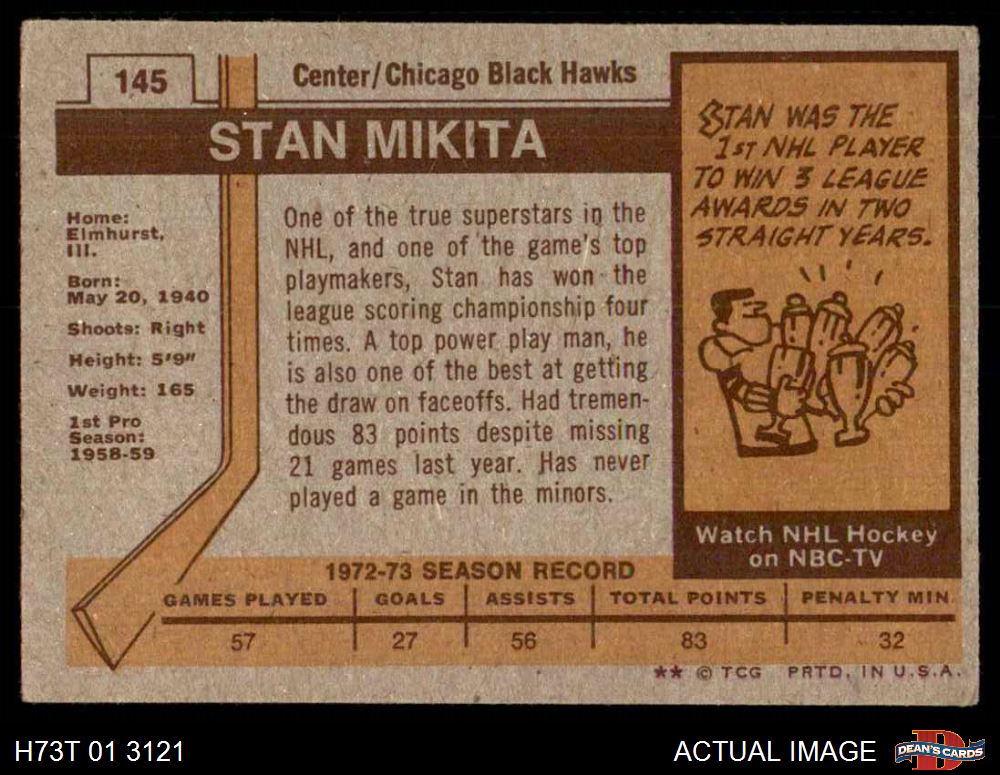 145
Center/Chicago Black Hawks
STAN MIKITA
Home:
Elmhurst,
Ill.
Born:
May 20, 1940
Shoots: Right
Height: 5'9"
Weight: 165
1st Pro
Season:
1958-59
One of the true superstars in the
NHL, and one of the game's top
playmakers, Stan has won the
league scoring championship four
times. A top power play man, he
is also one of the best at getting
the draw on faceoffs. Had tremen-
dous 83 points despite missing
21 games last year. Has never
played a game in the minors.
STAN WAS THE
1ST NHL PLAYER
TO WIN 3 LEAGUE
AWARDS IN TWO
STRAIGHT YEARS.
Watch NHL Hockey
on NBC-TV
1972-73 SEASON RECORD
GAMES PLAYED GOALS ASSISTS TOTAL POINTS PENALTY MIN.
57 27 56 83 32
** © TCG PRTD. IN U.S.A.
H73T 01 3121
ACTUAL IMAGE
D
DEAN'S CARDS